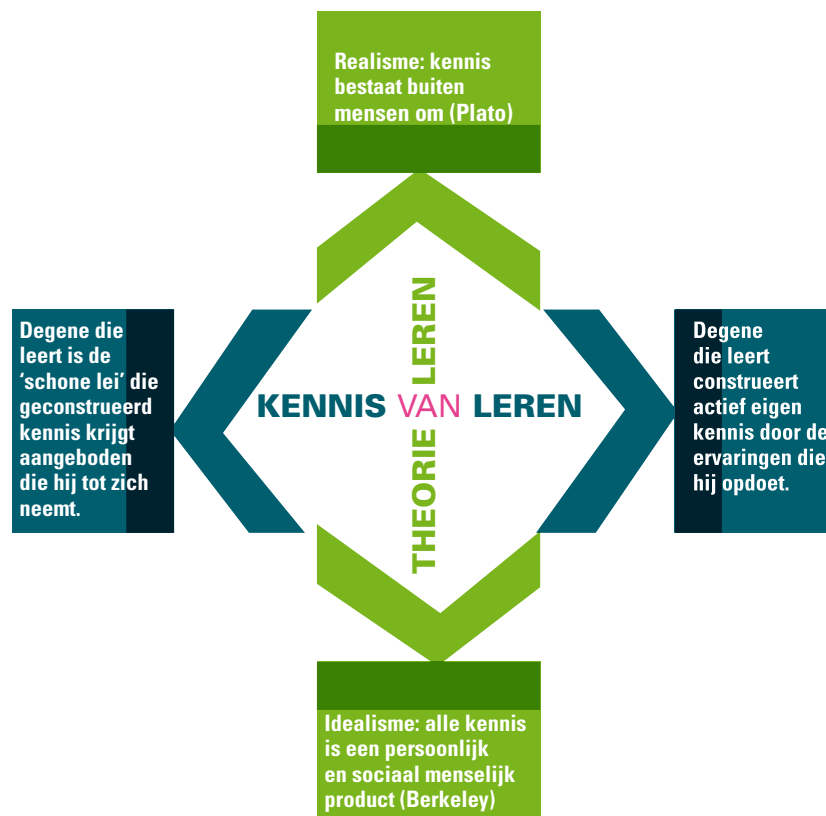 Realisme: kennis
bestaat buiten
mensen om (Plato)
Degene die
leert is de
‘schone lei’ die
geconstrueerd
kennis krijgt
aangeboden
die hij tot zich
neemt.
KENNIS VAN LEREN
THEORIE LEREN
Degene
die leert
construeert
actief eigen
kennis door de
ervaringen die
hij opdoet.
Idealisme: alle kennis
is een persoonlijk
en sociaal menselijk
product (Berkeley)